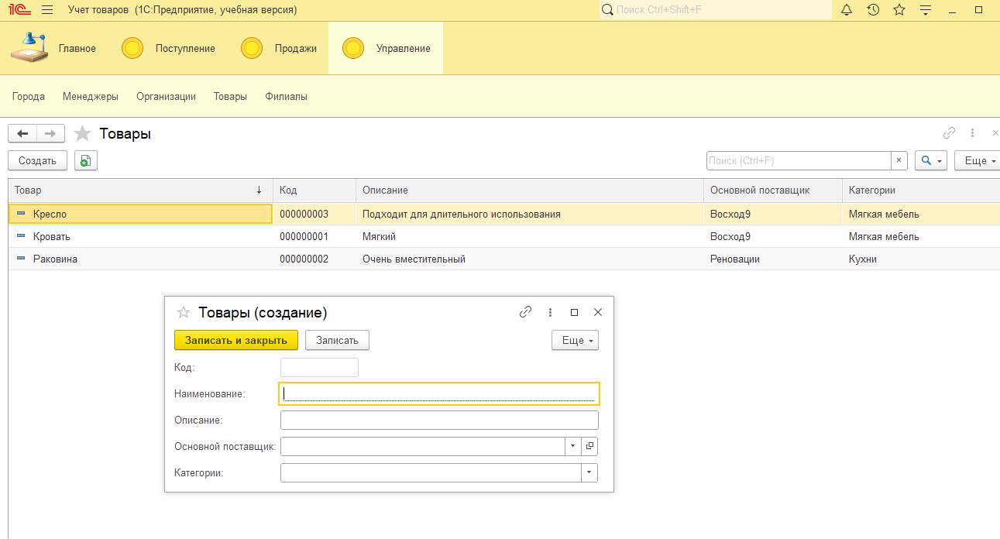 1С Учет товаров (1С:Предприятие, учебная версия) Поиск Ctrl+Shift+F
Главное Поступление Продажи Управление
Города Менеджеры Организации Товары Филиалы
Товары
Создать Поиск (Ctrl+F) × Еще
Товар ↓ Код Описание Основной поставщик Категории
Кресло 000000003 Подходит для длительного использования Восход9 Мягкая мебель
Кровать 000000001 Мягкий Восход9 Мягкая мебель
Раковина 000000002 Очень вместительный Реновации Кухни
Товары (создание)
Записать и закрыть Записать Еще
Код:
Наименование:
Описание:
Основной поставщик:
Категории: